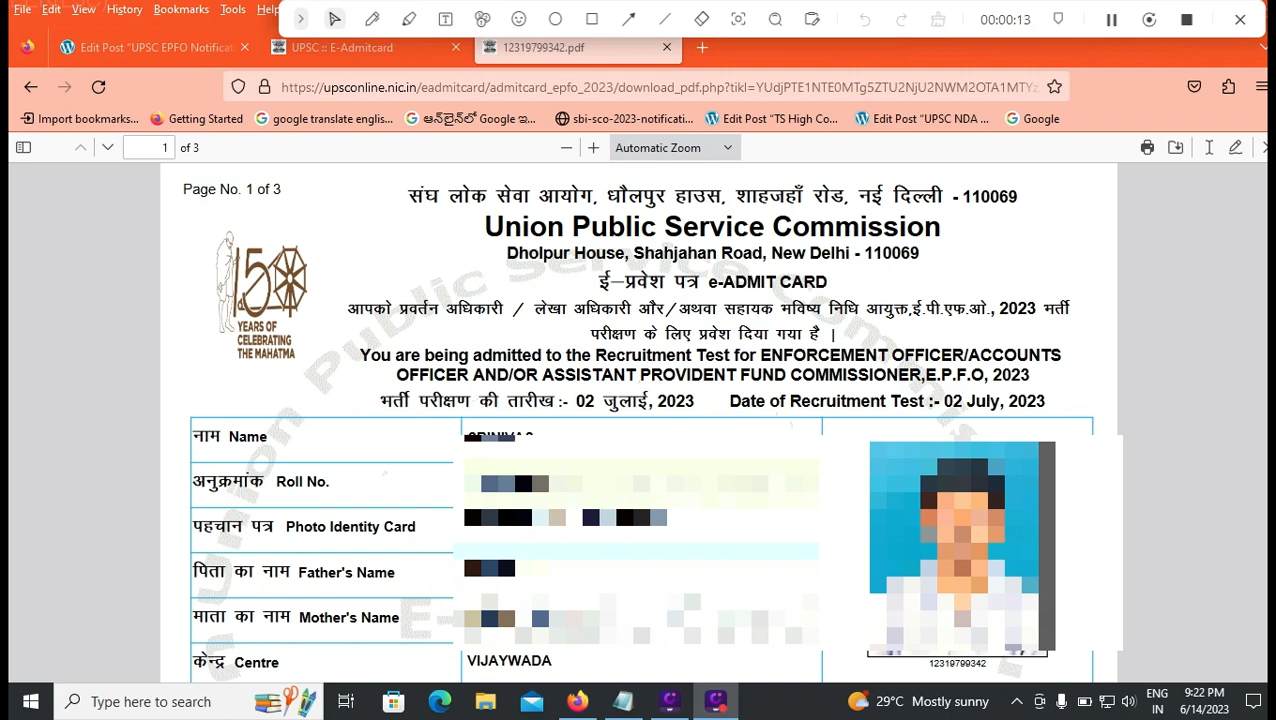 File Edit View History Bookmarks Tools Help
00:00:13
Edit Post "UPSC EPFO Notificat
UPSC :: E-Admitcard
12319799342.pdf
https://upsconline.nic.in/eadmitcard/admitcard_epfo_2023/download_pdf.php?tikl=YUdjPTE1NTE0MTg5ZTU2NjU2NWM2OTA1MTY
Import bookmarks...
Getting Started
google translate englis...
ఆన్‌లైన్‌లో Google ఇ...
sbi-sco-2023-notificati...
Edit Post "TS High Co...
Edit Post "UPSC NDA ...
Google
1 of 3
Automatic Zoom
Page No. 1 of 3
संघ लोक सेवा आयोग, धौलपुर हाउस, शाहजहाँ रोड, नई दिल्ली - 110069
Union Public Service Commission
Dholpur House, Shahjahan Road, New Delhi - 110069
ई–प्रवेश पत्र e-ADMIT CARD
आपको प्रवर्तन अधिकारी / लेखा अधिकारी और/अथवा सहायक भविष्य निधि आयुक्त,ई.पी.एफ.ओ., 2023 भर्ती
परीक्षण के लिए प्रवेश दिया गया है |
You are being admitted to the Recruitment Test for ENFORCEMENT OFFICER/ACCOUNTS
OFFICER AND/OR ASSISTANT PROVIDENT FUND COMMISSIONER,E.P.F.O, 2023
भर्ती परीक्षण की तारीख:- 02 जुलाई, 2023 Date of Recruitment Test :- 02 July, 2023
150
YEARS OF
CELEBRATING
THE MAHATMA
नाम Name
अनुक्रमांक Roll No.
पहचान पत्र Photo Identity Card
पिता का नाम Father's Name
माता का नाम Mother's Name
केन्द्र Centre VIJAYWADA
12319799342
Union Public Service Commission
Type here to search
29°C Mostly sunny
ENG
IN
9:22 PM
6/14/2023